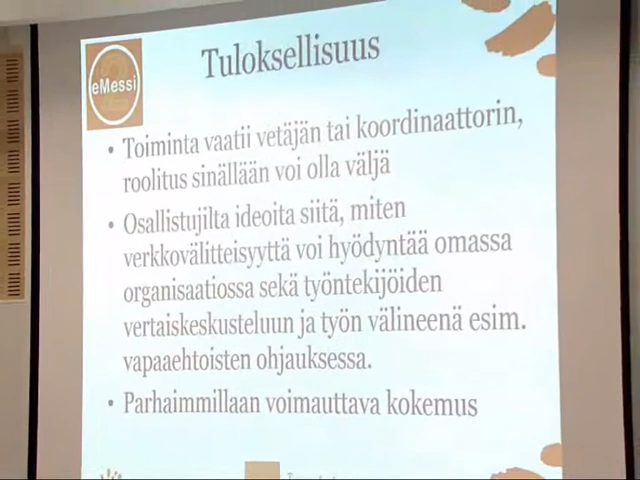 eMessi
Tuloksellisuus
• Toiminta vaatii vetäjän tai koordinaattorin,
roolitus sinällään voi olla väljä
• Osallistujilta ideoita siitä, miten
verkkovälitteisyyttä voi hyödyntää omassa
organisaatiossa sekä työntekijöiden
vertaiskeskusteluun ja työn välineenä esim.
vapaaehtoisten ohjauksessa.
• Parhaimmillaan voimauttava kokemus